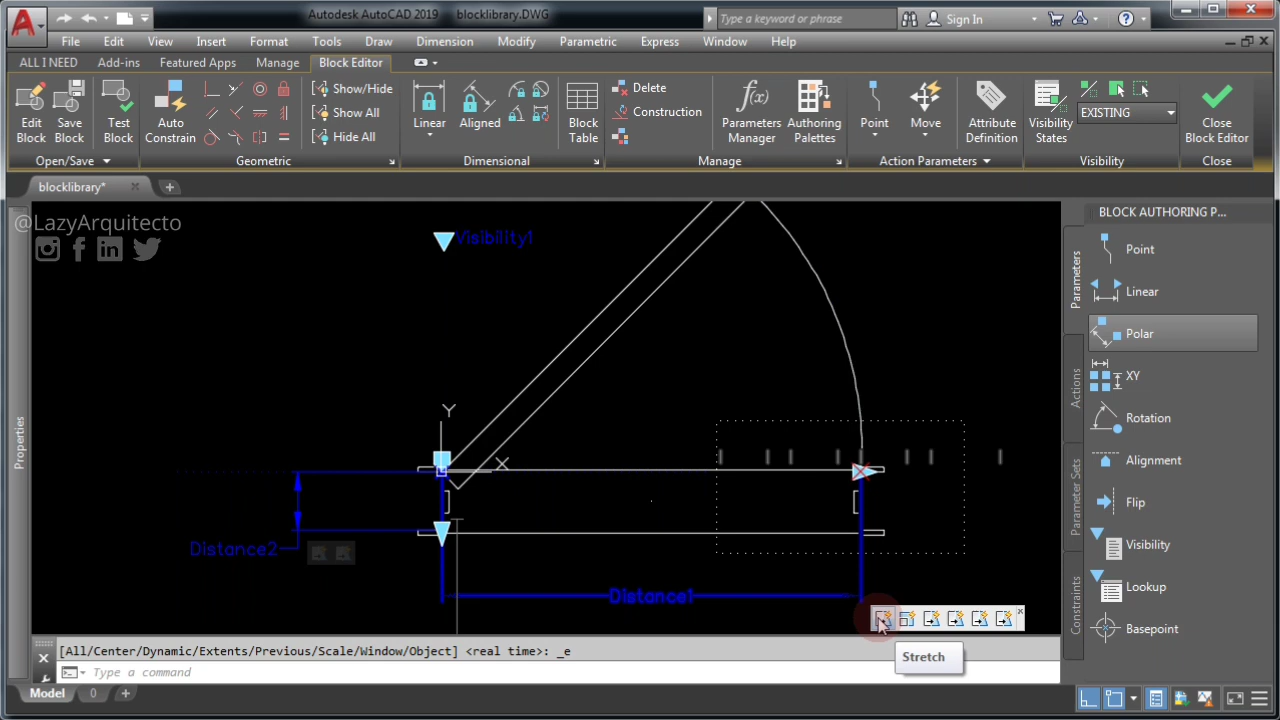 Autodesk AutoCAD 2019 blocklibrary.DWG
Type a keyword or phrase
Sign In
File Edit View Insert Format Tools Draw Dimension Modify Parametric Express Window Help
ALL I NEED Add-ins Featured Apps Manage Block Editor
Edit Block
Save Block
Test Block
Auto Constrain
Show/Hide
Show All
Hide All
Linear
Aligned
Block Table
Delete
Construction
Parameters Manager
Authoring Palettes
Point
Move
Attribute Definition
Visibility States
EXISTING
Close Block Editor
Open/Save Geometric Dimensional Manage Action Parameters Visibility Close
blocklibrary*
@LazyArquitecto
Visibility1
Y
X
Distance2
Distance1
Stretch
Properties
BLOCK AUTHORING P...
Parameters
Actions
Parameter Sets
Constraints
Point
Linear
Polar
XY
Rotation
Alignment
Flip
Visibility
Lookup
Basepoint
[All/Center/Dynamic/Extents/Previous/Scale/Window/Object] <real time>: _e
Type a command
Model 0